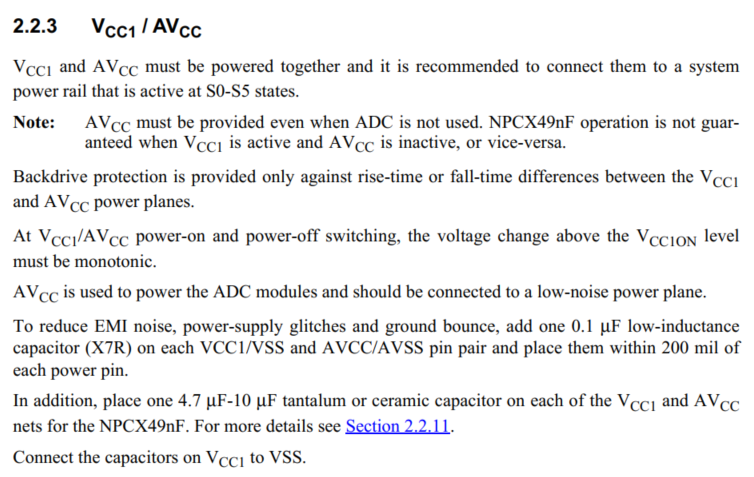 2.2.3 VCC1 / AVCC
VCC1 and AVCC must be powered together and it is recommended to connect them to a system
power rail that is active at S0-S5 states.
Note: AVCC must be provided even when ADC is not used. NPCX49nF operation is not guar-
anteed when VCC1 is active and AVCC is inactive, or vice-versa.
Backdrive protection is provided only against rise-time or fall-time differences between the VCC1
and AVCC power planes.
At VCC1/AVCC power-on and power-off switching, the voltage change above the VCC1ON level
must be monotonic.
AVCC is used to power the ADC modules and should be connected to a low-noise power plane.
To reduce EMI noise, power-supply glitches and ground bounce, add one 0.1 µF low-inductance
capacitor (X7R) on each VCC1/VSS and AVCC/AVSS pin pair and place them within 200 mil of
each power pin.
In addition, place one 4.7 µF-10 µF tantalum or ceramic capacitor on each of the VCC1 and AVCC
nets for the NPCX49nF. For more details see Section 2.2.11.
Connect the capacitors on VCC1 to VSS.